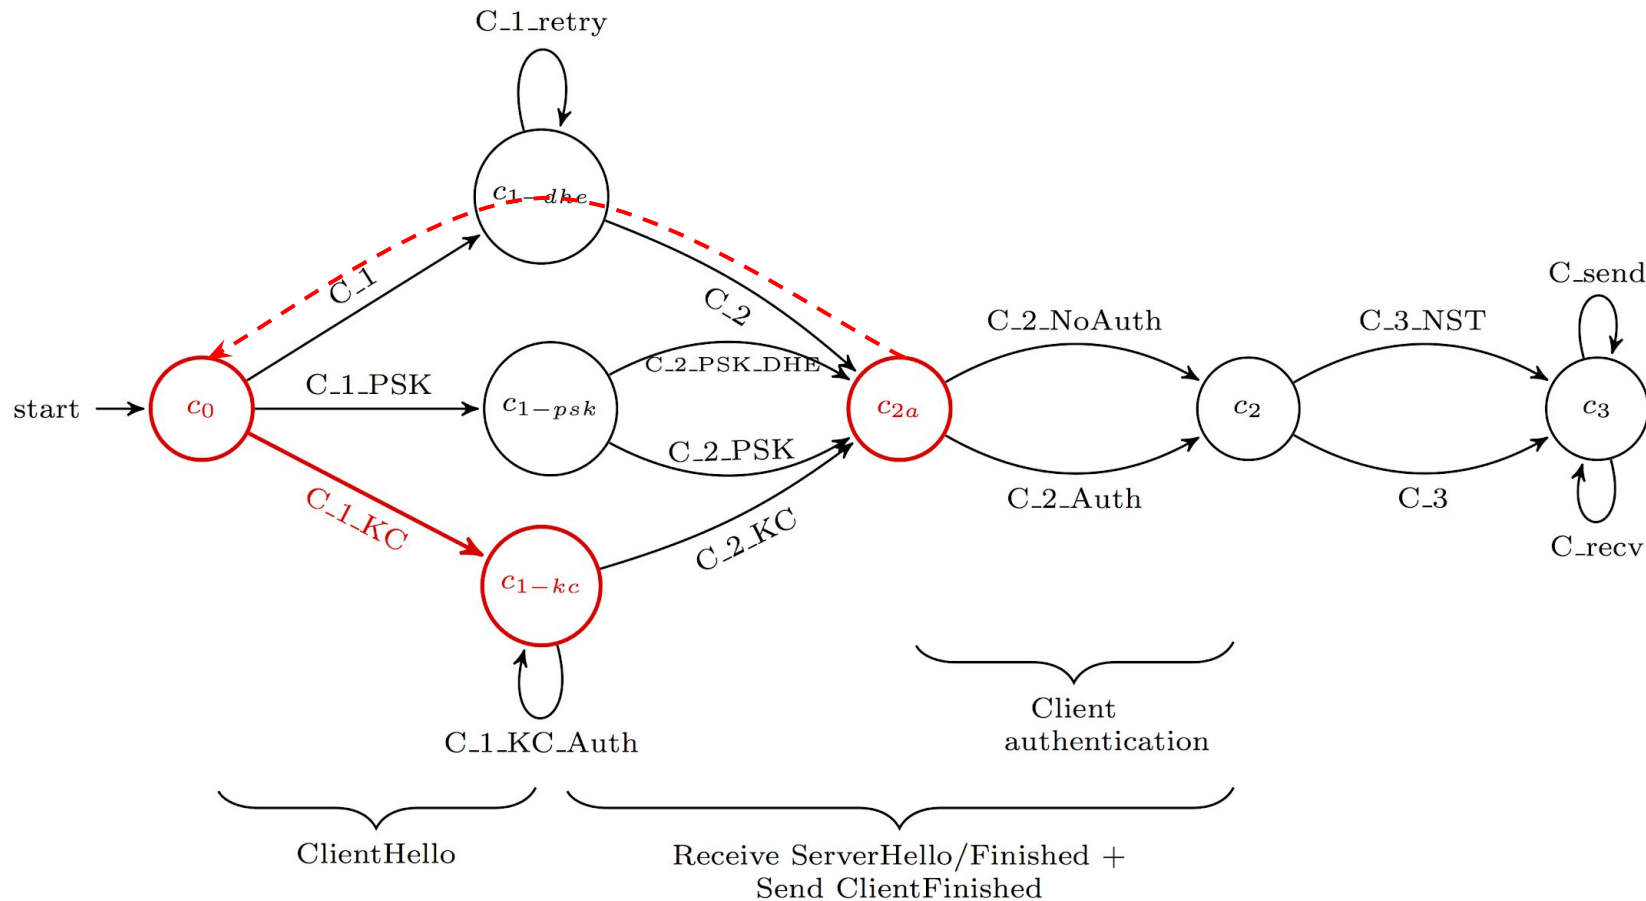 C_1_retry
c1−dhe
C_1
C_2
C_send
C_2_NoAuth
C_3_NST
C_2_PSK_DHE
C_1_PSK
start
c0
c1−psk
c2a
c2
c3
C_2_PSK
C_2_Auth
C_3
C_1_KC
C_2_KC
C_recv
c1−kc
C_1_KC_Auth
Client
authentication
ClientHello
Receive ServerHello/Finished +
Send ClientFinished